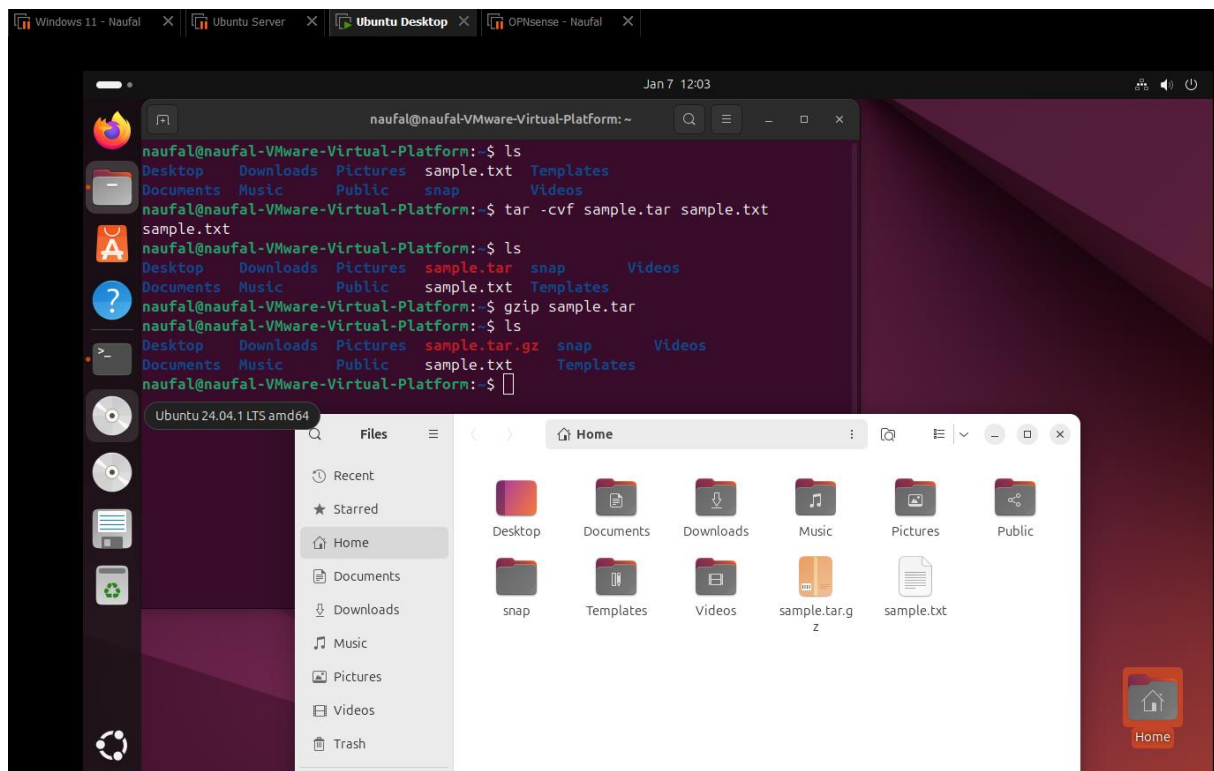 Windows 11 - Naufal
Ubuntu Server
Ubuntu Desktop
OPNsense - Naufal
Jan 7 12:03
naufal@naufal-VMware-Virtual-Platform: ~
naufal@naufal-VMware-Virtual-Platform:~$ ls
Desktop Downloads Pictures sample.txt Templates
Documents Music Public snap Videos
naufal@naufal-VMware-Virtual-Platform:~$ tar -cvf sample.tar sample.txt
sample.txt
naufal@naufal-VMware-Virtual-Platform:~$ ls
Desktop Downloads Pictures sample.tar snap Videos
Documents Music Public sample.txt Templates
naufal@naufal-VMware-Virtual-Platform:~$ gzip sample.tar
naufal@naufal-VMware-Virtual-Platform:~$ ls
Desktop Downloads Pictures sample.tar.gz snap Videos
Documents Music Public sample.txt Templates
naufal@naufal-VMware-Virtual-Platform:~$
Ubuntu 24.04.1 LTS amd64
Files
Home
Recent
Starred
Home
Documents
Downloads
Music
Pictures
Videos
Trash
Desktop Documents Downloads Music Pictures Public
snap Templates Videos sample.tar.g sample.txt
z
Home